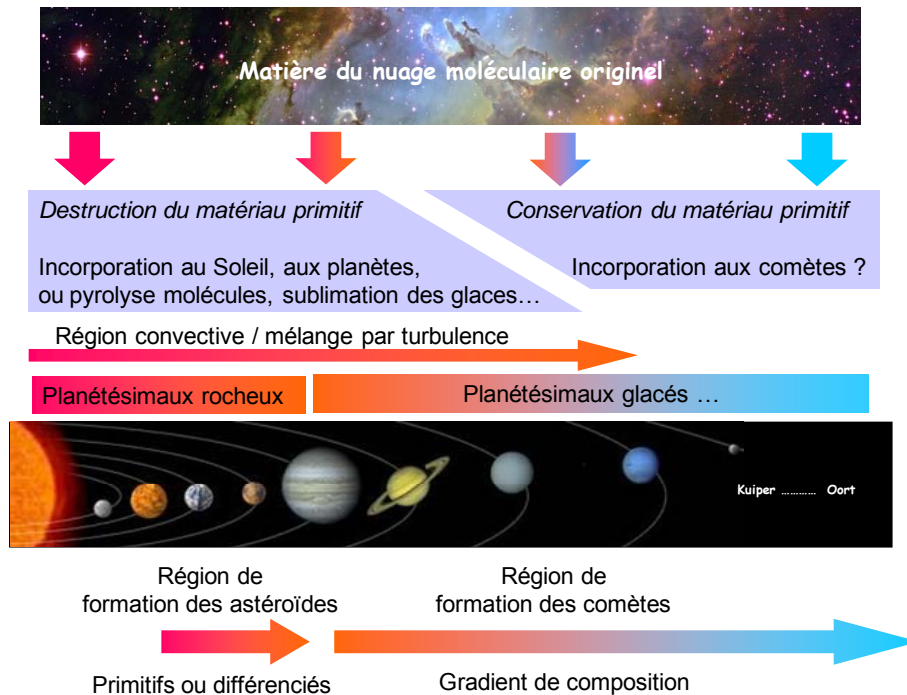 Matière du nuage moléculaire originel
Destruction du matériau primitif
Incorporation au Soleil, aux planètes,
ou pyrolyse molécules, sublimation des glaces…
Conservation du matériau primitif
Incorporation aux comètes ?
Région convective / mélange par turbulence
Planétésimaux rocheux
Planétésimaux glacés …
Kuiper ………… Oort
Région de
formation des astéroïdes
Région de
formation des comètes
Primitifs ou différenciés
Gradient de composition